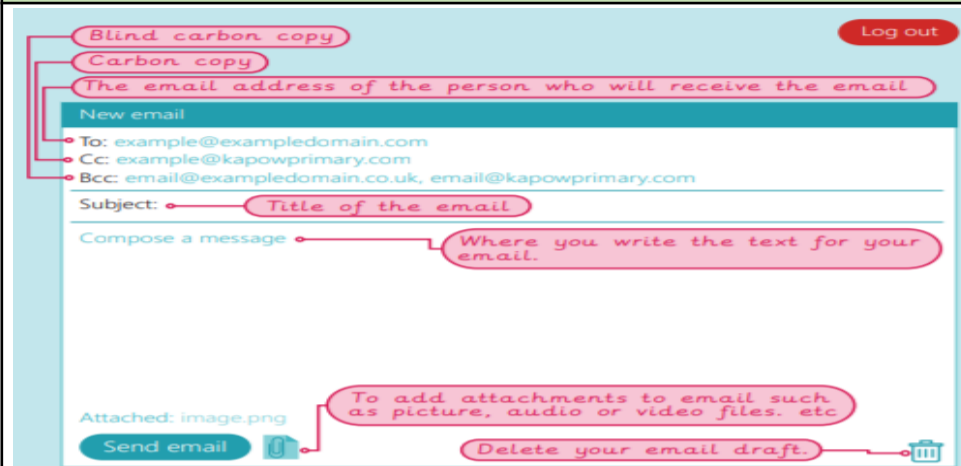 Blind carbon copy
Log out
Carbon copy
The email address of the person who will receive the email
New email
To: example@exampledomain.com
Cc: example@kapowprimary.com
Bcc: email@exampledomain.co.uk, email@kapowprimary.com
Subject:
Title of the email
Compose a message
Where you write the text for your
email.
To add attachments to email such
as picture, audio or video files. etc
Attached: image.png
Send email
Delete your email draft.